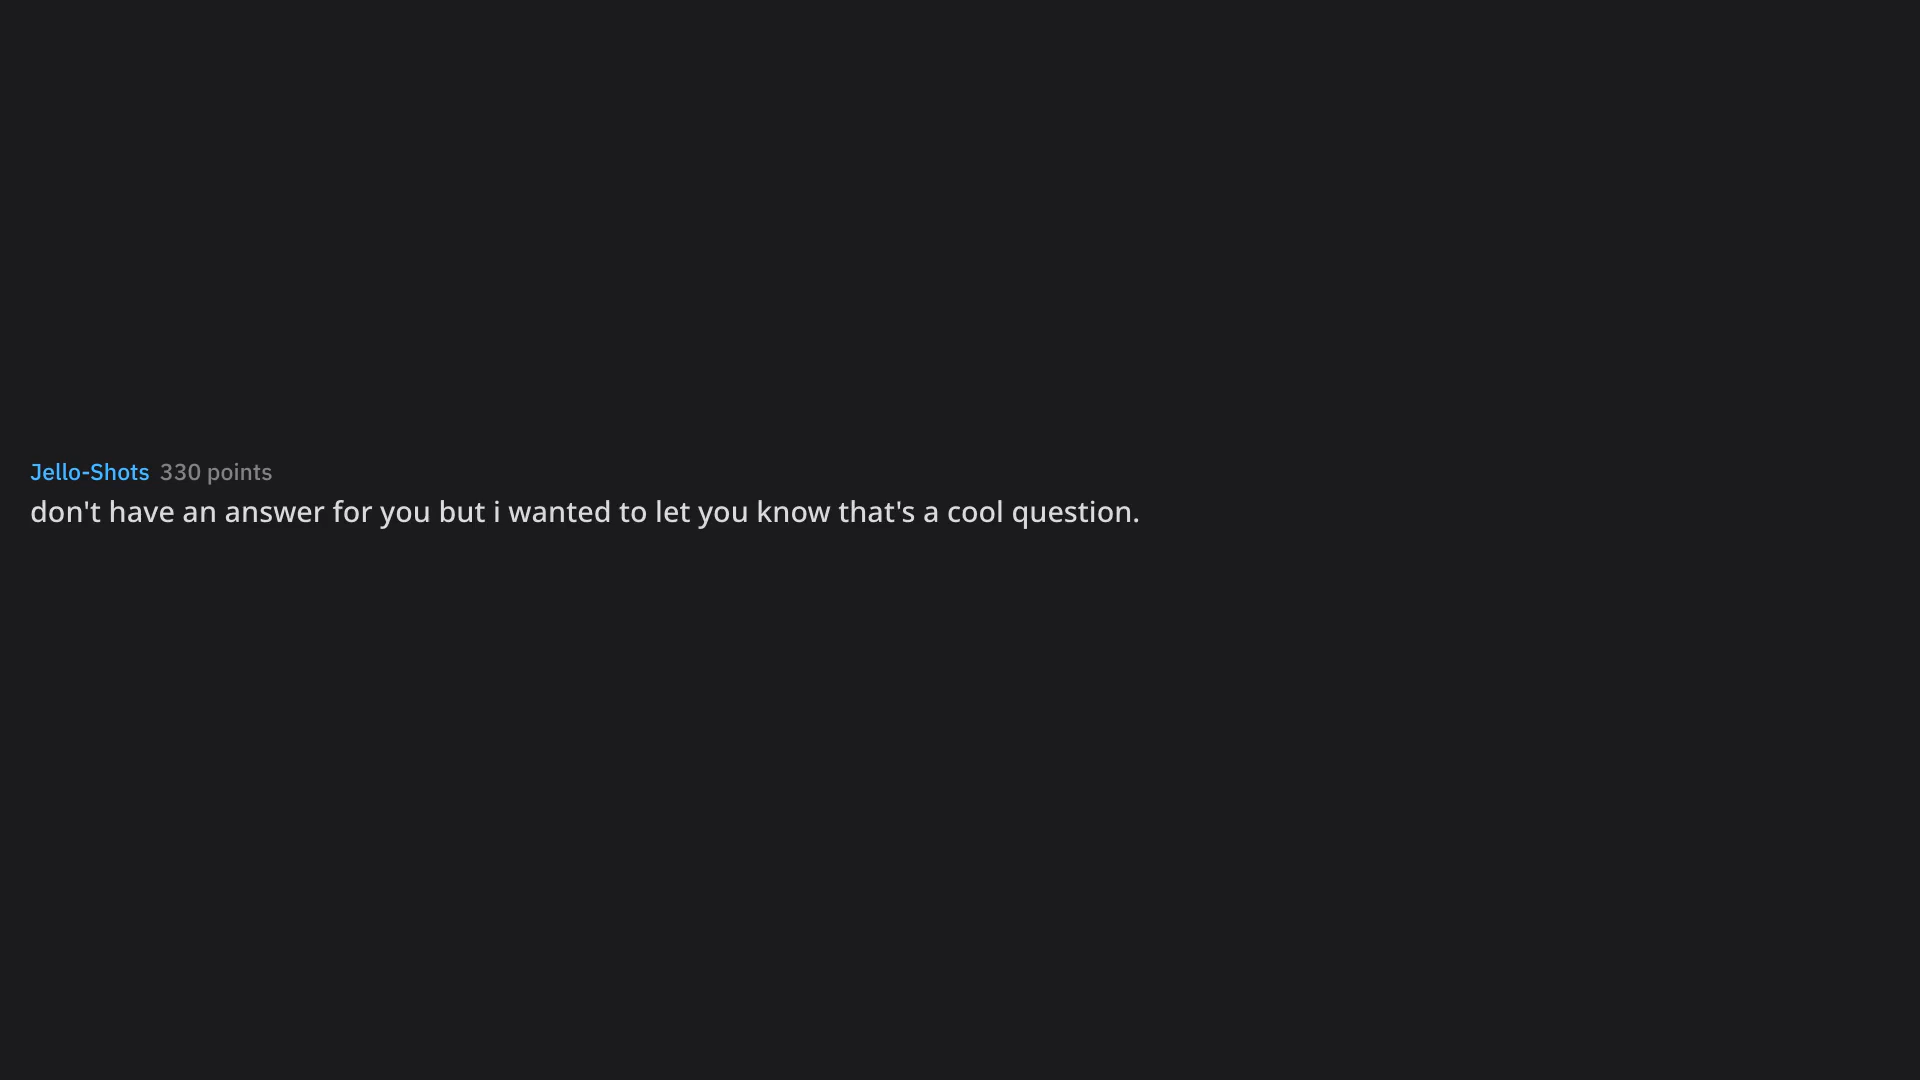 Jello-Shots 330 points
don't have an answer for you but i wanted to let you know that's a cool question.